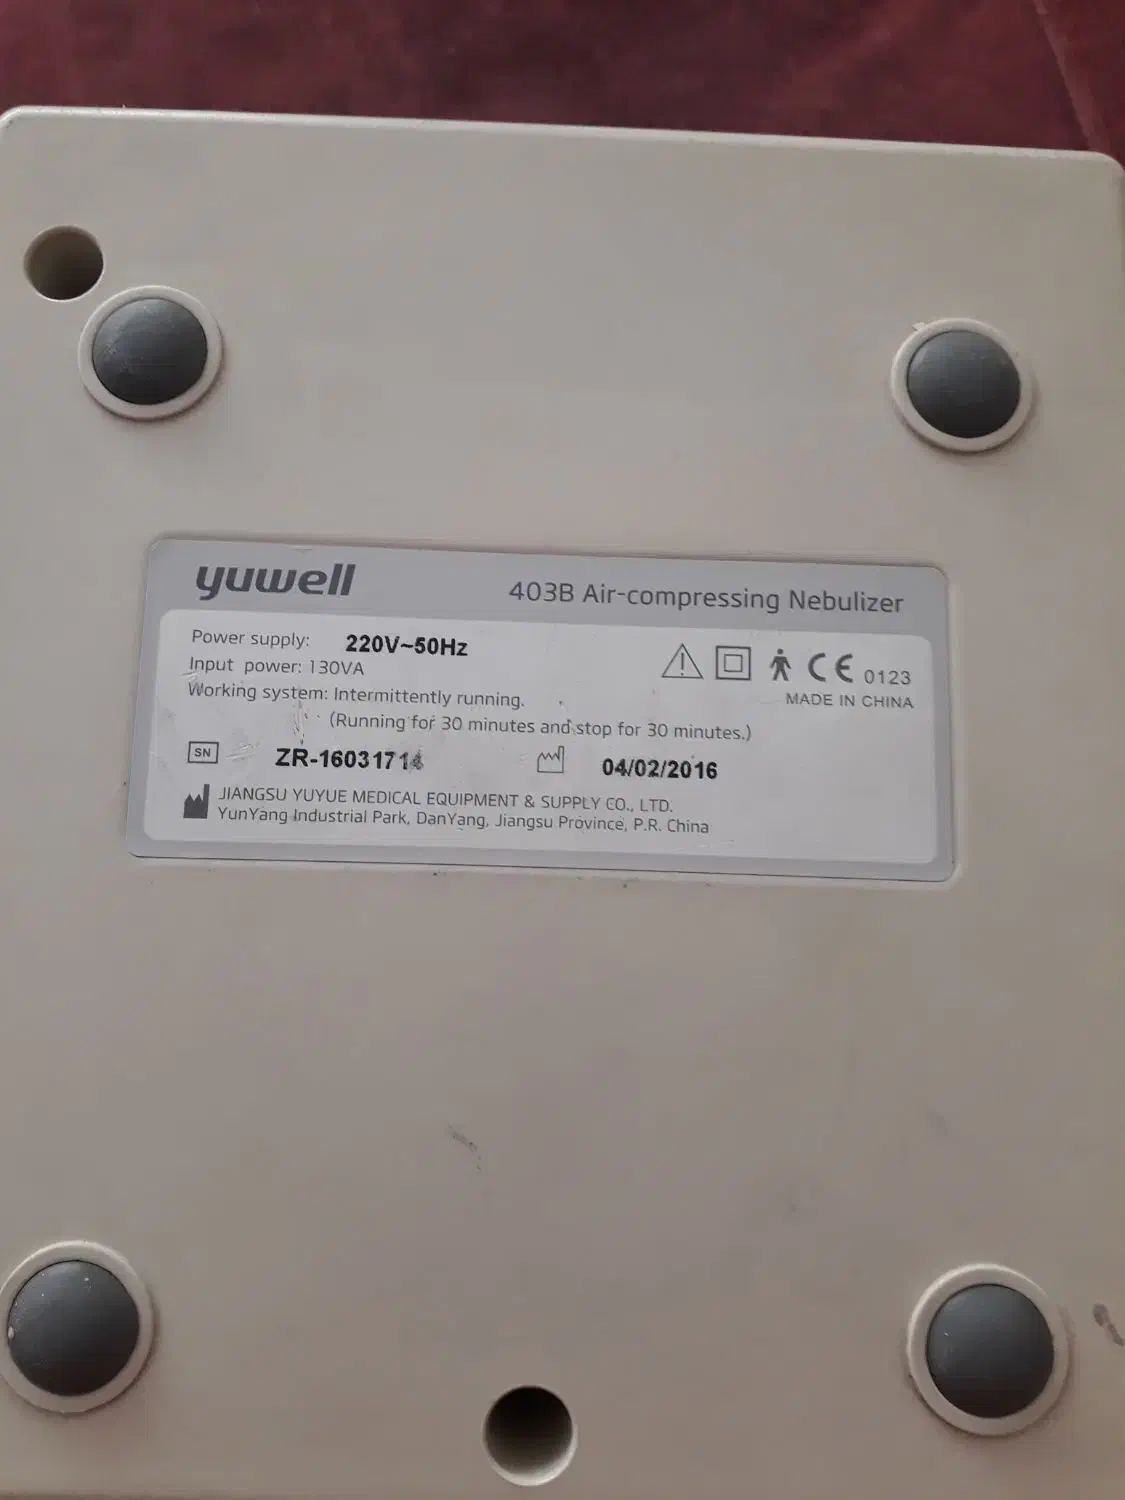 yuwell
403B Air-compressing Nebulizer
Power supply: 220V~50Hz
Input power: 130VA
Working system: Intermittently running.
(Running for 30 minutes and stop for 30 minutes.)
CE 0123
MADE IN CHINA
SN ZR-16031714
04/02/2016
JIANGSU YUYUE MEDICAL EQUIPMENT & SUPPLY CO., LTD.
YunYang Industrial Park, DanYang, Jiangsu Province, P.R. China